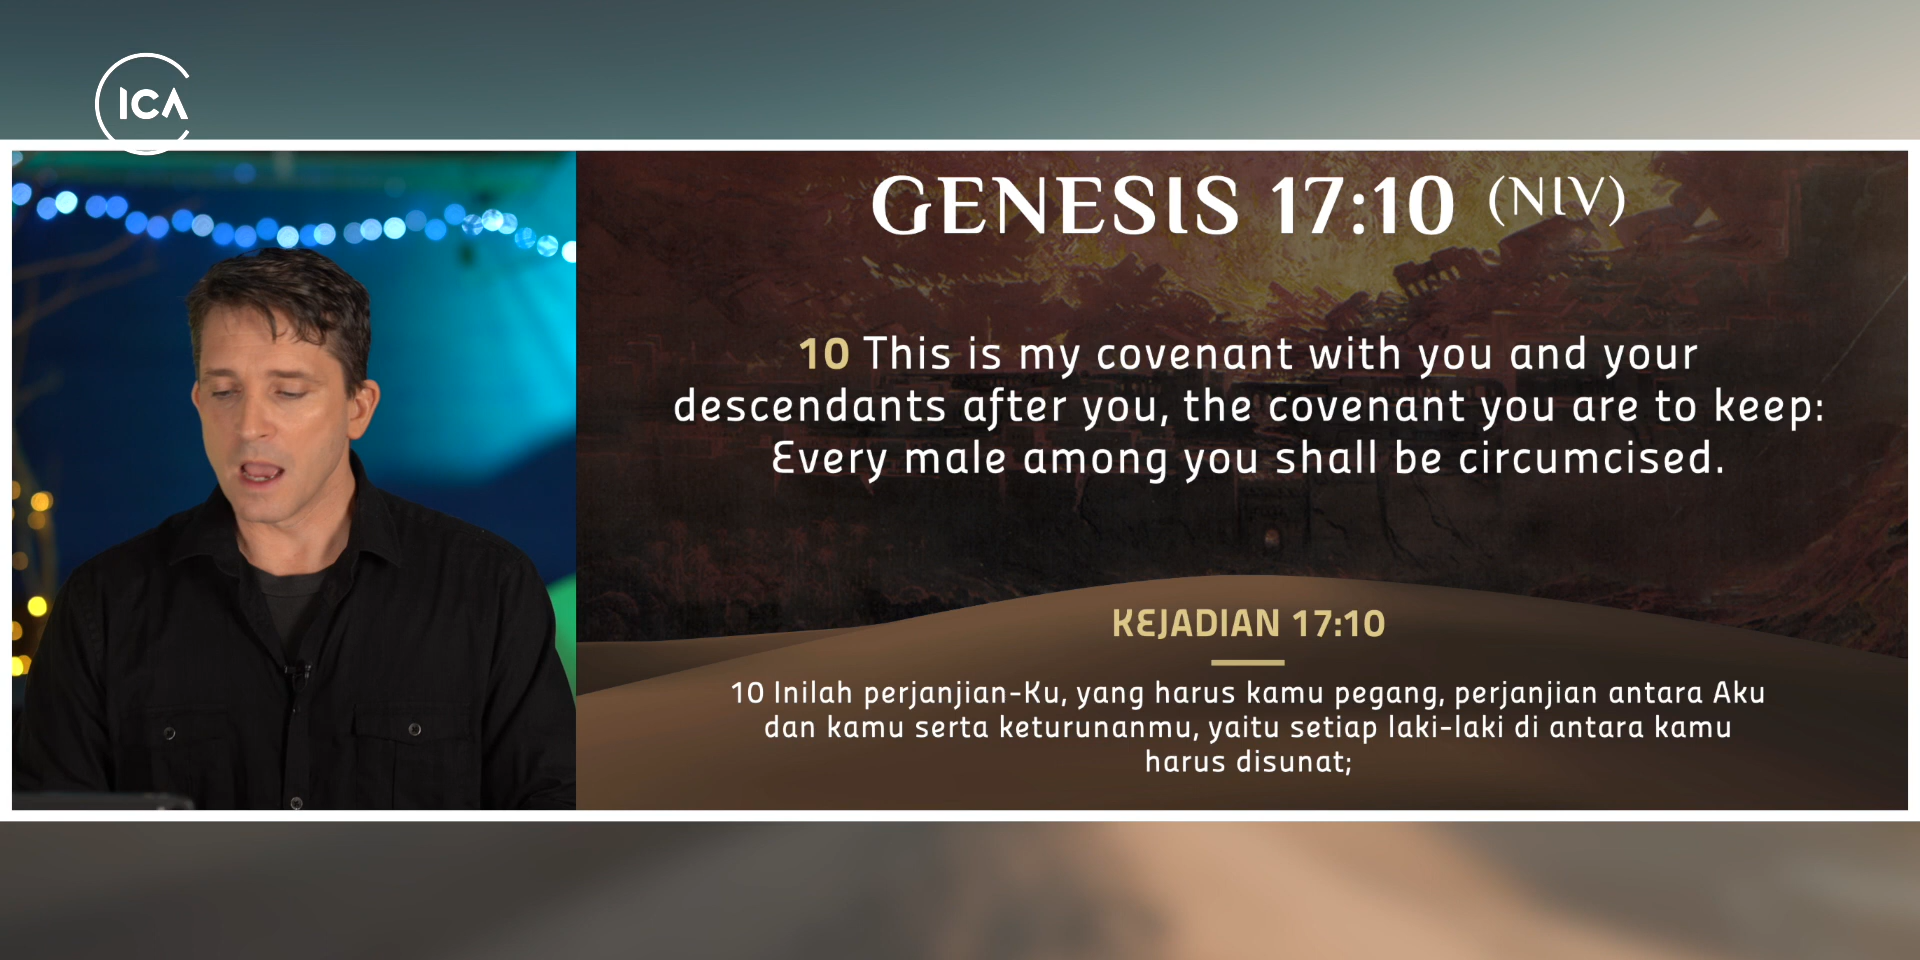 ICA
GENESIS 17:10 (NIV)
10 This is my covenant with you and your
descendants after you, the covenant you are to keep:
Every male among you shall be circumcised.
KEJADIAN 17:10
10 Inilah perjanjian-Ku, yang harus kamu pegang, perjanjian antara Aku
dan kamu serta keturunanmu, yaitu setiap laki-laki di antara kamu
harus disunat;